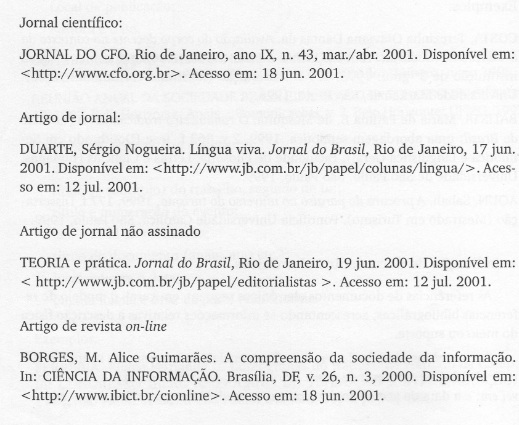 Jornal científico:
JORNAL DO CFO. Rio de Janeiro, ano IX, n. 43, mar./abr. 2001. Disponível em:
<http://www.cfo.org.br>. Acesso em: 18 jun. 2001.
Artigo de jornal:
DUARTE, Sérgio Nogueira. Língua viva. Jornal do Brasil, Rio de Janeiro, 17 jun.
2001. Disponível em: <http://www.jb.com.br/jb/papel/colunas/lingua/>. Aces-
so em: 12 jul. 2001.
Artigo de jornal não assinado
TEORIA e prática. Jornal do Brasil, Rio de Janeiro, 19 jun. 2001. Disponível em:
< http://www.jb.com.br/jb/papel/editorialistas >. Acesso em: 12 jul. 2001.
Artigo de revista on-line
BORGES, M. Alice Guimarães. A compreensão da sociedade da informação.
In: CIÊNCIA DA INFORMAÇÃO. Brasília, DF, v. 26, n. 3, 2000. Disponível em:
<http://www.ibict.br/cionline>. Acesso em: 18 jun. 2001.